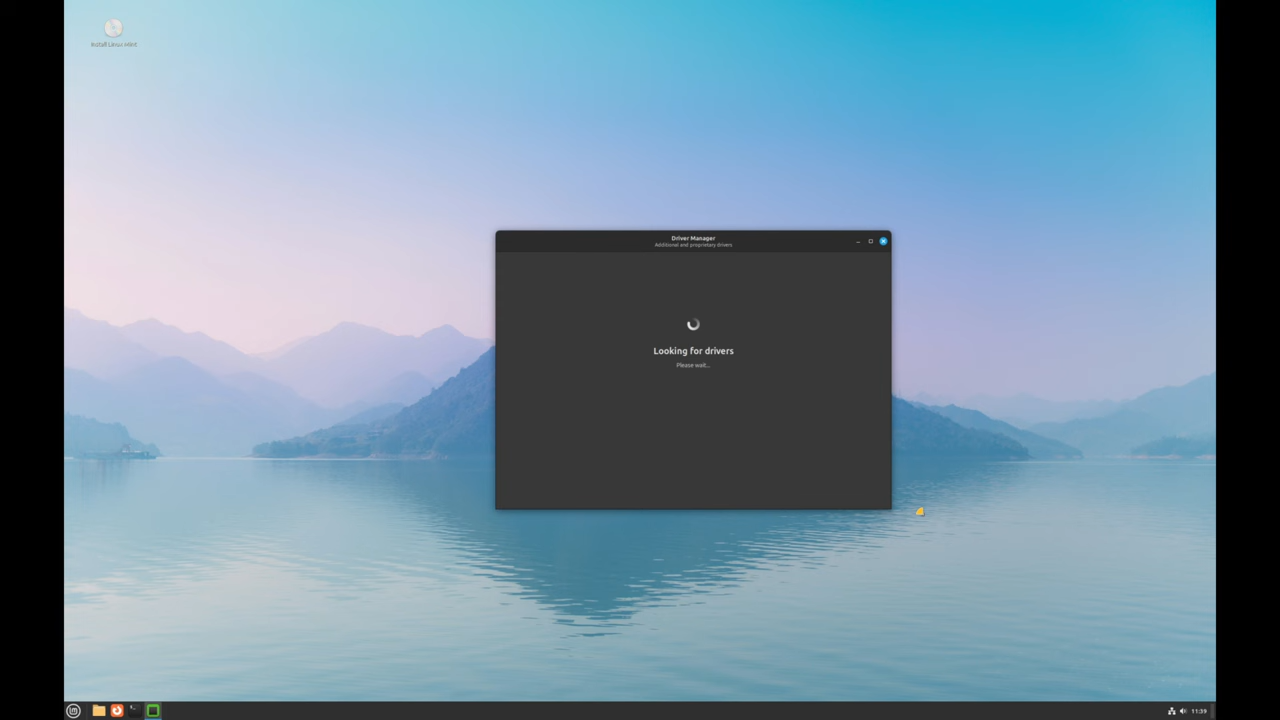 Install Linux Mint
Driver Manager
Additional and proprietary drivers
Looking for drivers
Please wait...
11:39